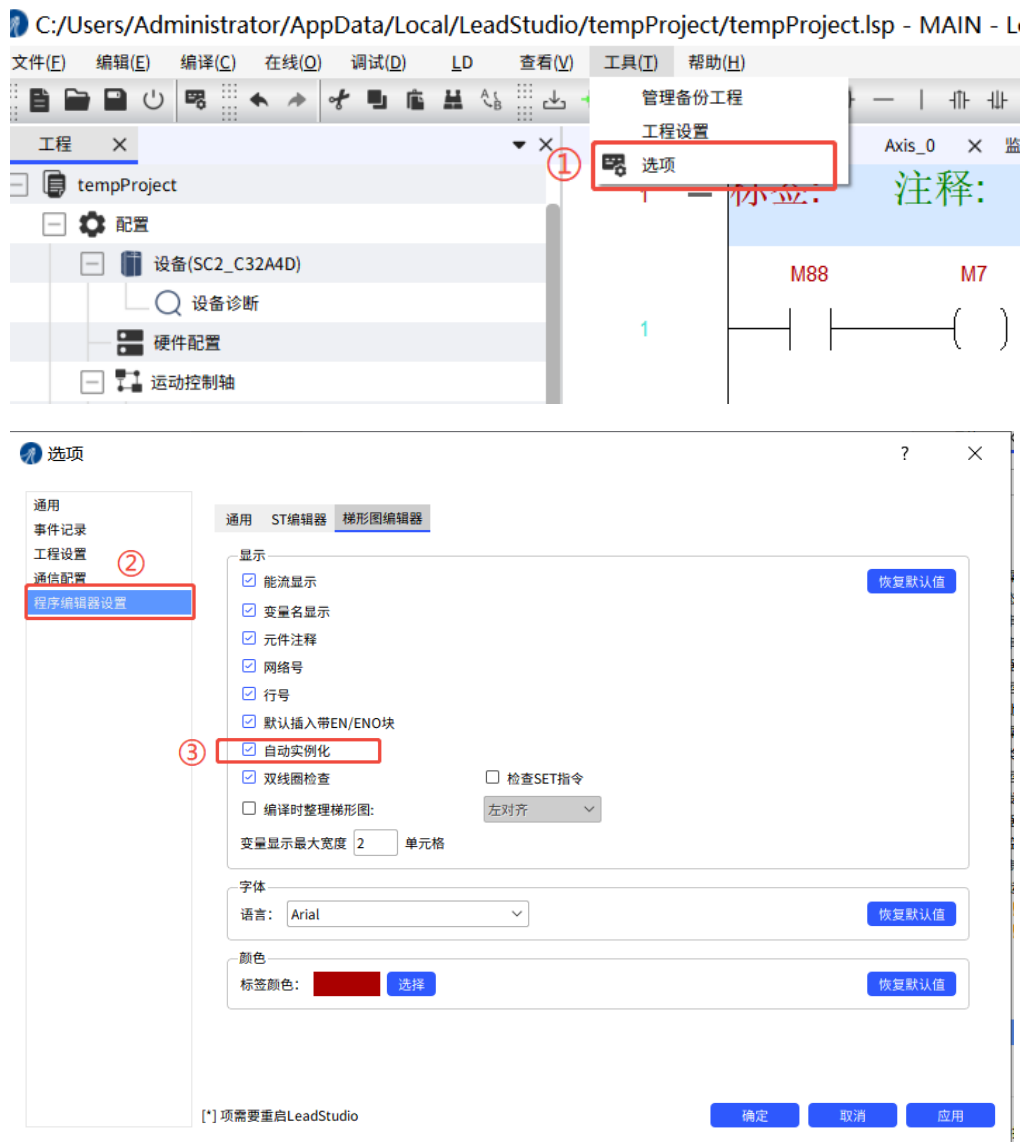 C:/Users/Administrator/AppData/Local/LeadStudio/tempProject/tempProject.lsp - MAIN - L
文件(F) 编辑(E) 编译(C) 在线(O) 调试(D) LD 查看(V) 工具(T) 帮助(H)
管理备份工程
工程设置
① 选项
工程
Axis_0 监
tempProject
1 标签: 注释:
配置
设备(SC2_C32A4D)
M88 M7
设备诊断
1
硬件配置
运动控制轴
选项 ?
通用
事件记录
工程设置
②
通信配置
程序编辑器设置
通用 ST编辑器 梯形图编辑器
显示
能流显示 恢复默认值
变量名显示
元件注释
网络号
行号
默认插入带EN/ENO块
③ 自动实例化
双线圈检查 检查SET指令
编译时整理梯形图: 左对齐
变量显示最大宽度 2 单元格
字体
语言: Arial 恢复默认值
颜色
标签颜色: 选择 恢复默认值
[*] 项需要重启LeadStudio 确定 取消 应用